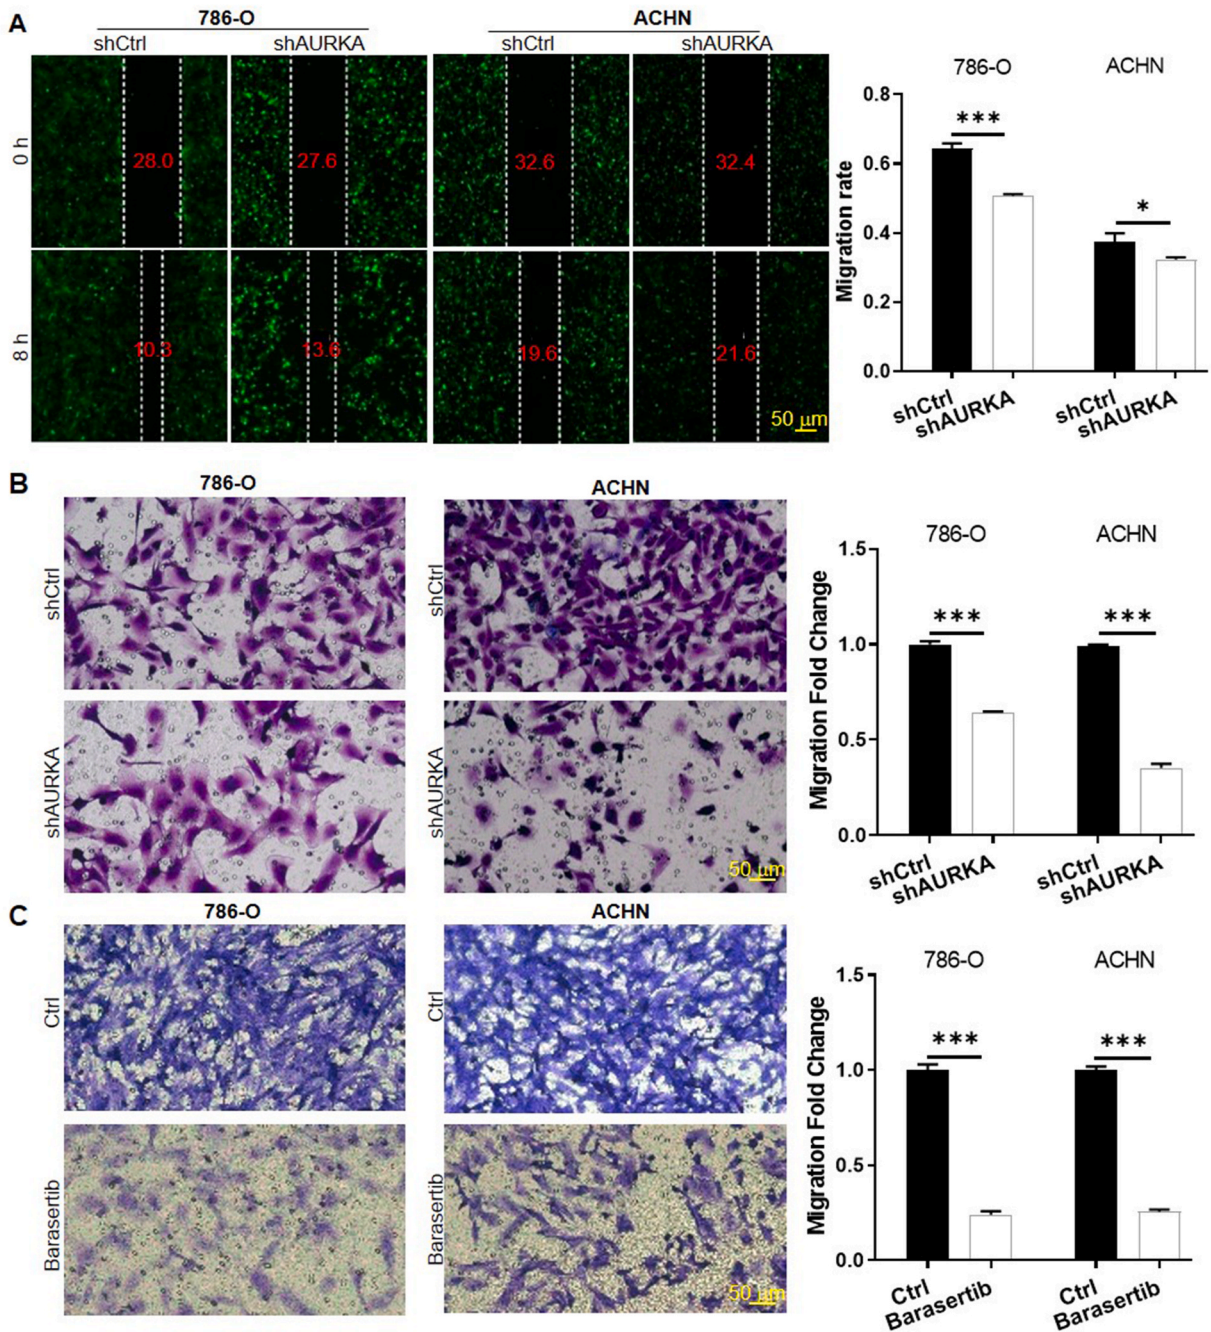 A
786-O
ACHN
shCtrl
shAURKA
shCtrl
shAURKA
0 h
28.0
27.6
32.6
32.4
8 h
10.3
13.6
19.6
21.6
50 μm
786-O
ACHN
Migration rate
0.8
0.6
0.4
0.2
0.0
***
*
shCtrl
shAURKA
shCtrl
shAURKA
B
786-O
ACHN
shCtrl
shCtrl
shAURKA
shAURKA
50 μm
786-O
ACHN
Migration Fold Change
1.5
1.0
0.5
0.0
***
***
shCtrl
shAURKA
shCtrl
shAURKA
C
786-O
ACHN
Ctrl
Ctrl
Barasertib
Barasertib
50 μm
786-O
ACHN
Migration Fold Change
1.5
1.0
0.5
0.0
***
***
Ctrl
Barasertib
Ctrl
Barasertib